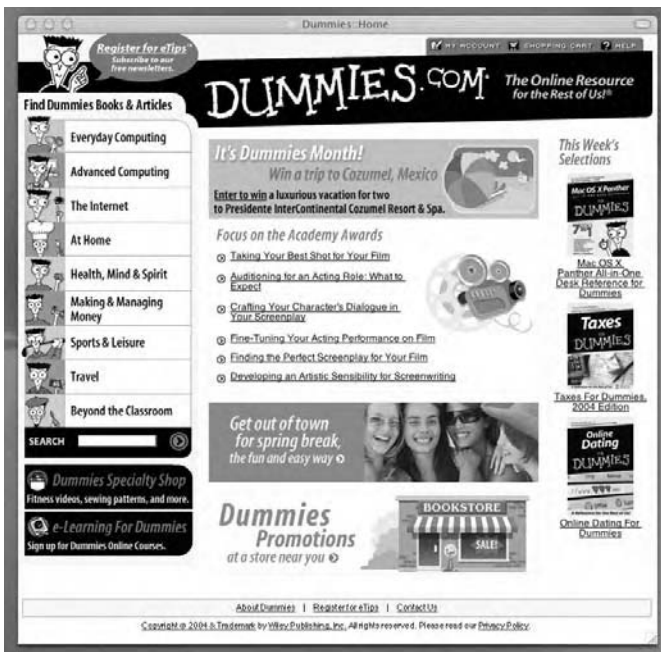 Dummies::Home
Register for eTips™
Subscribe to our
free newsletters.
MY ACCOUNT SHOPPING CART ? HELP
DUMMIES.COM®
The Online Resource
for the Rest of Us!®
Find Dummies Books & Articles
Everyday Computing
Advanced Computing
The Internet
At Home
Health, Mind & Spirit
Making & Managing
Money
Sports & Leisure
Travel
Beyond the Classroom
SEARCH
Dummies Specialty Shop
Fitness videos, sewing patterns, and more.
e-Learning For Dummies
Sign up for Dummies Online Courses.
It's Dummies Month!
Win a trip to Cozumel, Mexico
Enter to win a luxurious vacation for two
to Presidente InterContinental Cozumel Resort & Spa.
Focus on the Academy Awards
Taking Your Best Shot for Your Film
Auditioning for an Acting Role: What to
Expect
Crafting Your Character's Dialogue in
Your Screenplay
Fine-Tuning Your Acting Performance on Film
Finding the Perfect Screenplay for Your Film
Developing an Artistic Sensibility for Screenwriting
Get out of town
for spring break,
the fun and easy way
Dummies
Promotions
at a store near you
BOOKSTORE
SALE!
This Week's
Selections
Mac OS X Panther
DUMMIES
Mac OS X
Panther All-in-One
Desk Reference for
Dummies
Taxes
DUMMIES
Taxes For Dummies,
2004 Edition
Online
Dating
DUMMIES
Online Dating For
Dummies
About Dummies | Register for eTips | Contact Us
Copyright © 2004 & Trademark by Wiley Publishing, Inc. All rights reserved. Please read our Privacy Policy.